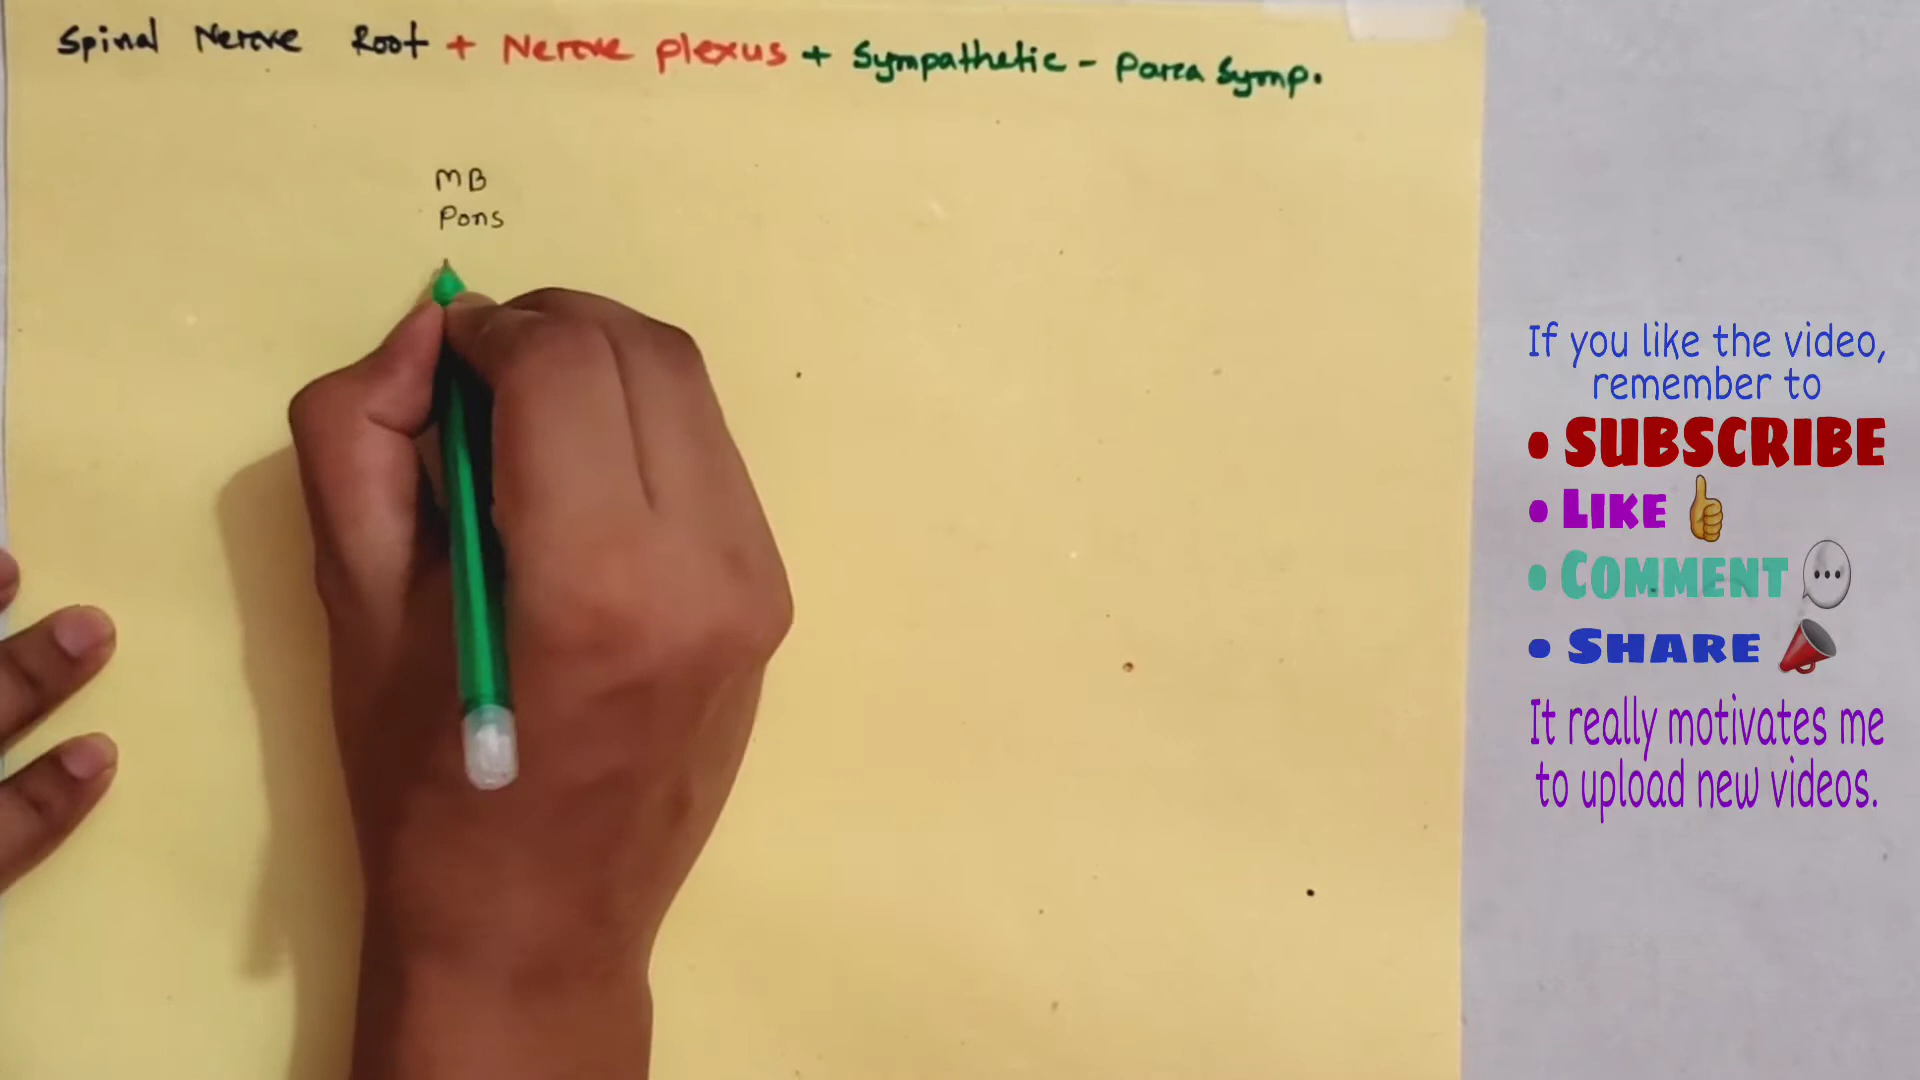 Spinal Nerve Root + Nerve plexus + Sympathetic - Para Symp.
MB
Pons
If you like the video,
remember to
• SUBSCRIBE
• LIKE
• COMMENT
• SHARE
It really motivates me
to upload new videos.